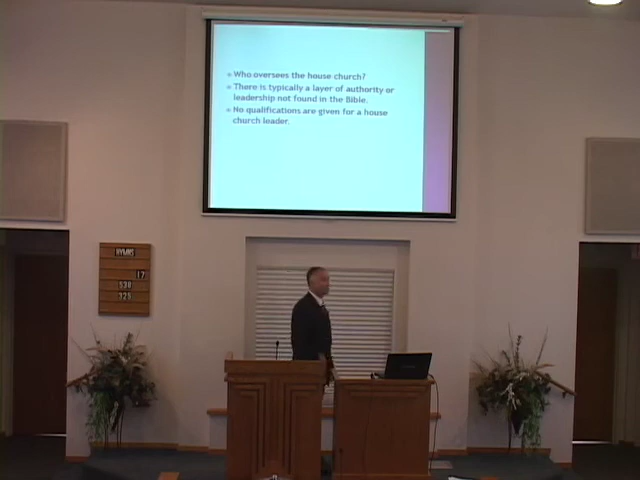 Who oversees the house church?
There is typically a layer of authority or
leadership not found in the Bible.
No qualifications are given for a house
church leader.
HYMNS
17
538
325